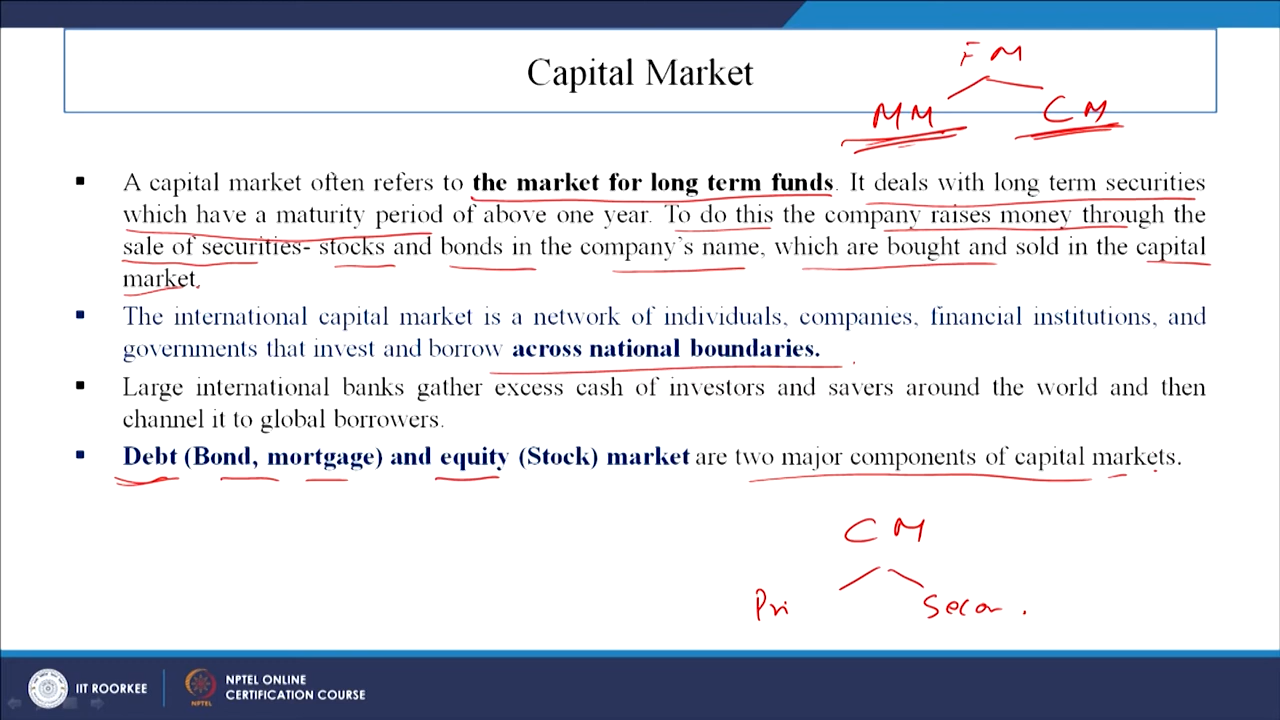 Capital Market
FM
MM CM
▪ A capital market often refers to the market for long term funds. It deals with long term securities
which have a maturity period of above one year. To do this the company raises money through the
sale of securities- stocks and bonds in the company's name, which are bought and sold in the capital
market.
▪ The international capital market is a network of individuals, companies, financial institutions, and
governments that invest and borrow across national boundaries.
▪ Large international banks gather excess cash of investors and savers around the world and then
channel it to global borrowers.
▪ Debt (Bond, mortgage) and equity (Stock) market are two major components of capital markets.
CM
Pri Secon.
IIT ROORKEE
NPTEL
NPTEL ONLINE
CERTIFICATION COURSE